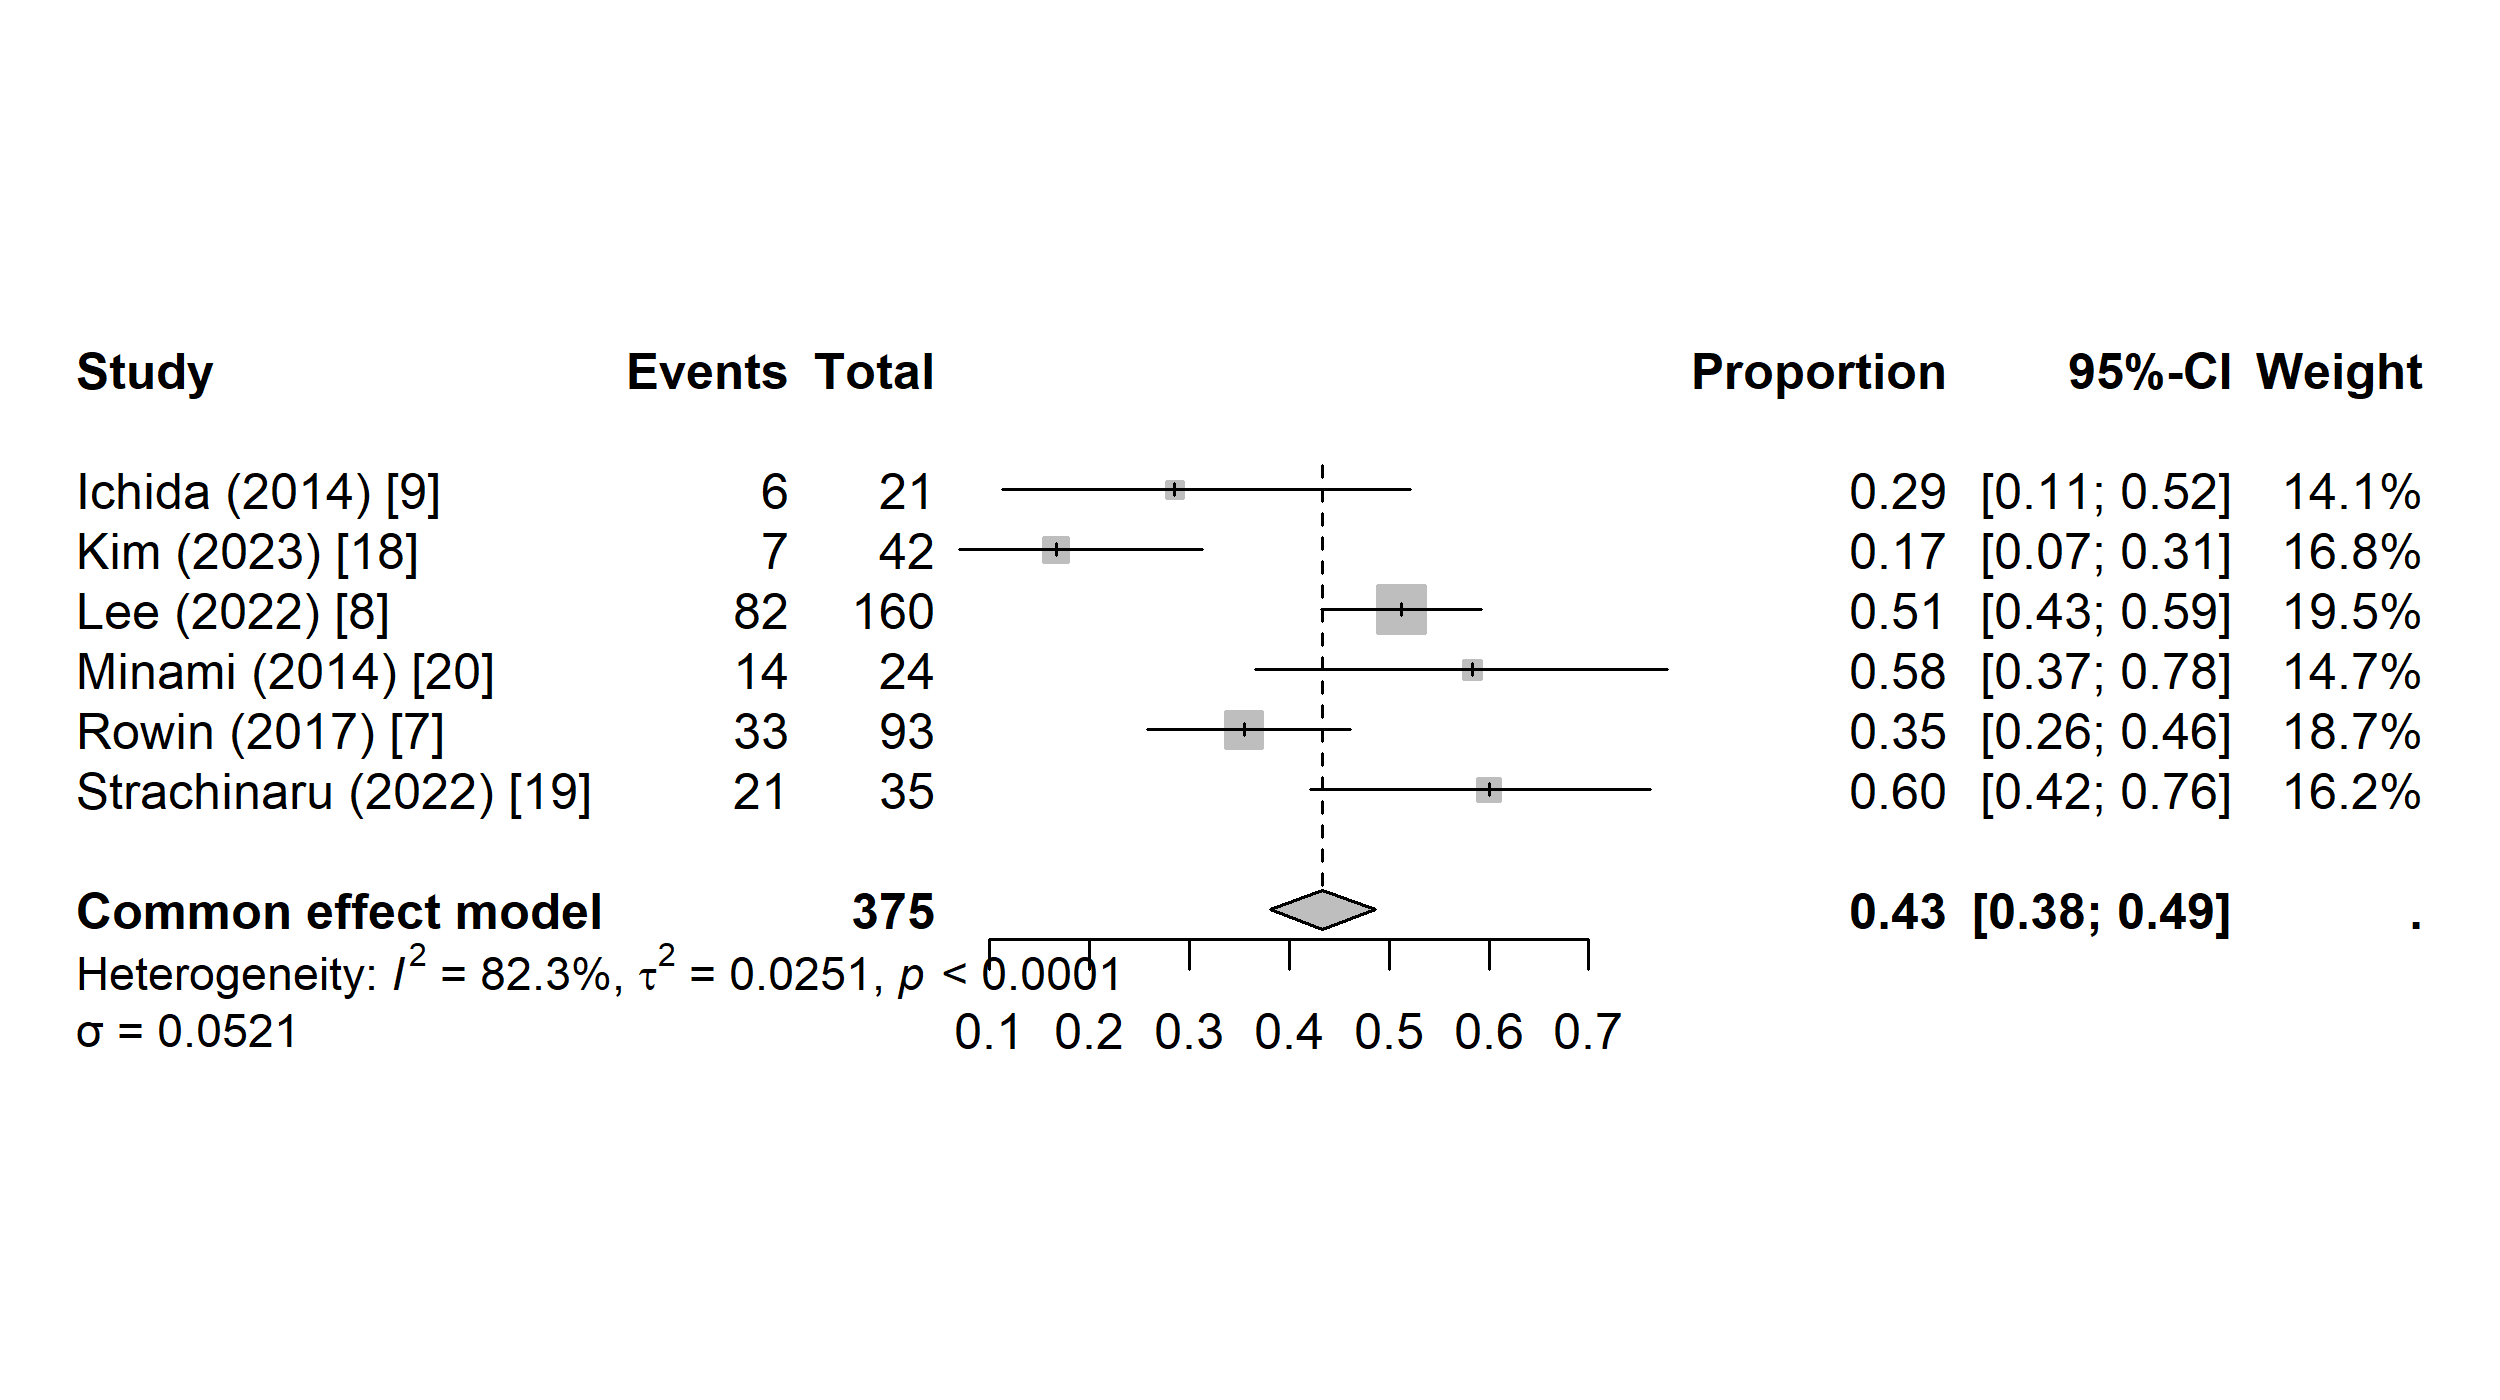 Study Events Total Proportion 95%-CI Weight
Ichida (2014) [9] 6 21 0.29 [0.11; 0.52] 14.1%
Kim (2023) [18] 7 42 0.17 [0.07; 0.31] 16.8%
Lee (2022) [8] 82 160 0.51 [0.43; 0.59] 19.5%
Minami (2014) [20] 14 24 0.58 [0.37; 0.78] 14.7%
Rowin (2017) [7] 33 93 0.35 [0.26; 0.46] 18.7%
Strachinaru (2022) [19] 21 35 0.60 [0.42; 0.76] 16.2%
Common effect model 375 0.43 [0.38; 0.49] .
Heterogeneity: I² = 82.3%, τ² = 0.0251, p < 0.0001
σ = 0.0521 0.1 0.2 0.3 0.4 0.5 0.6 0.7